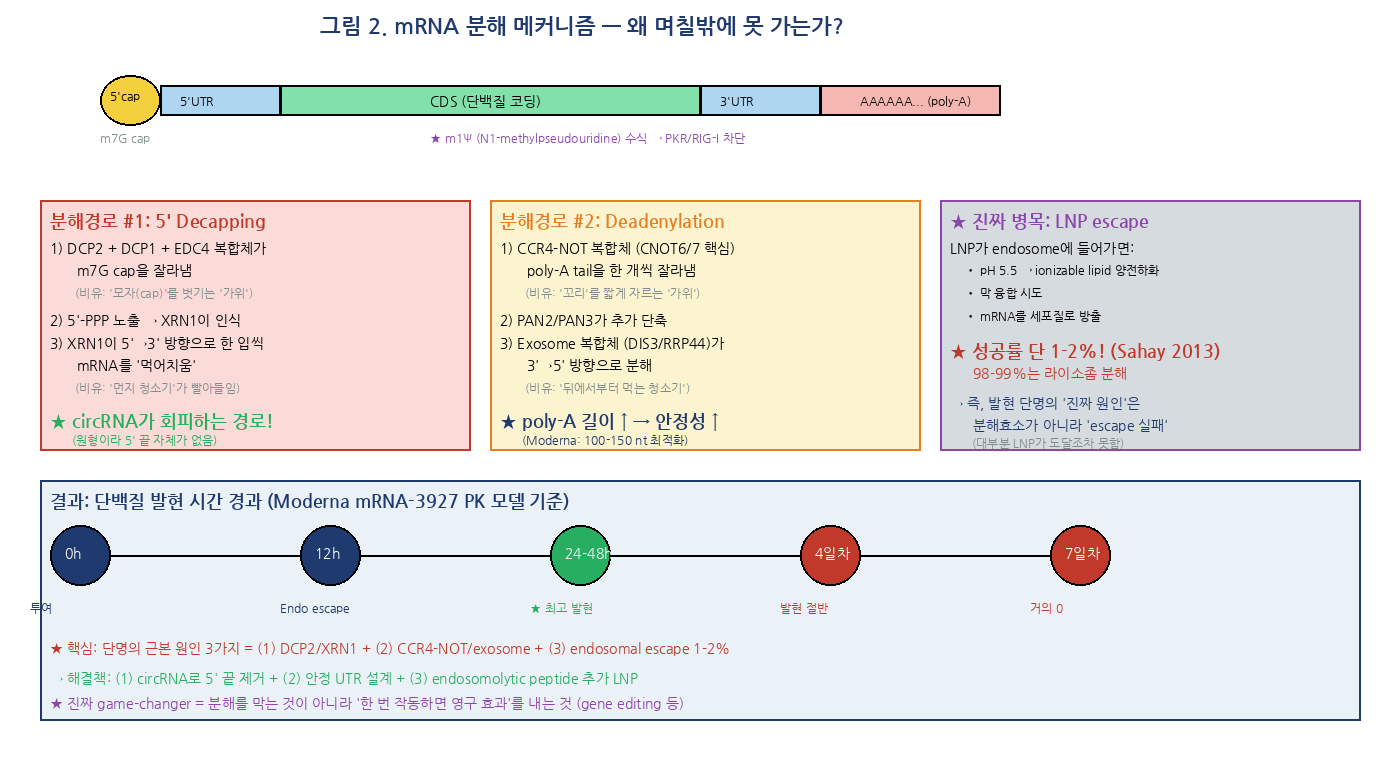 그림 2. mRNA 분해 메커니즘 — 왜 며칠밖에 못 가는가?
5'cap
5'UTR
CDS (단백질 코딩)
3'UTR
AAAAAA... (poly-A)
m7G cap
★ m1Ψ (N1-methylpseudouridine) 수식 → PKR/RIG-I 차단
분해경로 #1: 5' Decapping
1) DCP2 + DCP1 + EDC4 복합체가
m7G cap을 잘라냄
(비유: '모자(cap)'를 벗기는 '가위')
2) 5'-PPP 노출 → XRN1이 인식
3) XRN1이 5' →3' 방향으로 한 입씩
mRNA를 '먹어치움'
(비유: '먼지 청소기'가 빨아들임)
★ circRNA가 회피하는 경로!
(원형이라 5' 끝 자체가 없음)
분해경로 #2: Deadenylation
1) CCR4-NOT 복합체 (CNOT6/7 핵심)
poly-A tail을 한 개씩 잘라냄
(비유: '꼬리'를 짧게 자르는 '가위')
2) PAN2/PAN3가 추가 단축
3) Exosome 복합체 (DIS3/RRP44)가
3' →5' 방향으로 분해
(비유: '뒤에서부터 먹는 청소기')
★ poly-A 길이 ↑ → 안정성 ↑
(Moderna: 100-150 nt 최적화)
★ 진짜 병목: LNP escape
LNP가 endosome에 들어가면:
• pH 5.5 → ionizable lipid 양전하화
• 막 융합 시도
• mRNA를 세포질로 방출
★ 성공률 단 1-2%! (Sahay 2013)
98-99%는 라이소좀 분해
→ 즉, 발현 단명의 '진짜 원인'은
분해효소가 아니라 'escape 실패'
(대부분 LNP가 도달조차 못함)
결과: 단백질 발현 시간 경과 (Moderna mRNA-3927 PK 모델 기준)
0h
12h
24-48h
4일차
7일차
투여
Endo escape
★ 최고 발현
발현 절반
거의 0
★ 핵심: 단명의 근본 원인 3가지 = (1) DCP2/XRN1 + (2) CCR4-NOT/exosome + (3) endosomal escape 1-2%
→ 해결책: (1) circRNA로 5' 끝 제거 + (2) 안정 UTR 설계 + (3) endosomolytic peptide 추가 LNP
★ 진짜 game-changer = 분해를 막는 것이 아니라 '한 번 작동하면 영구 효과'를 내는 것 (gene editing 등)